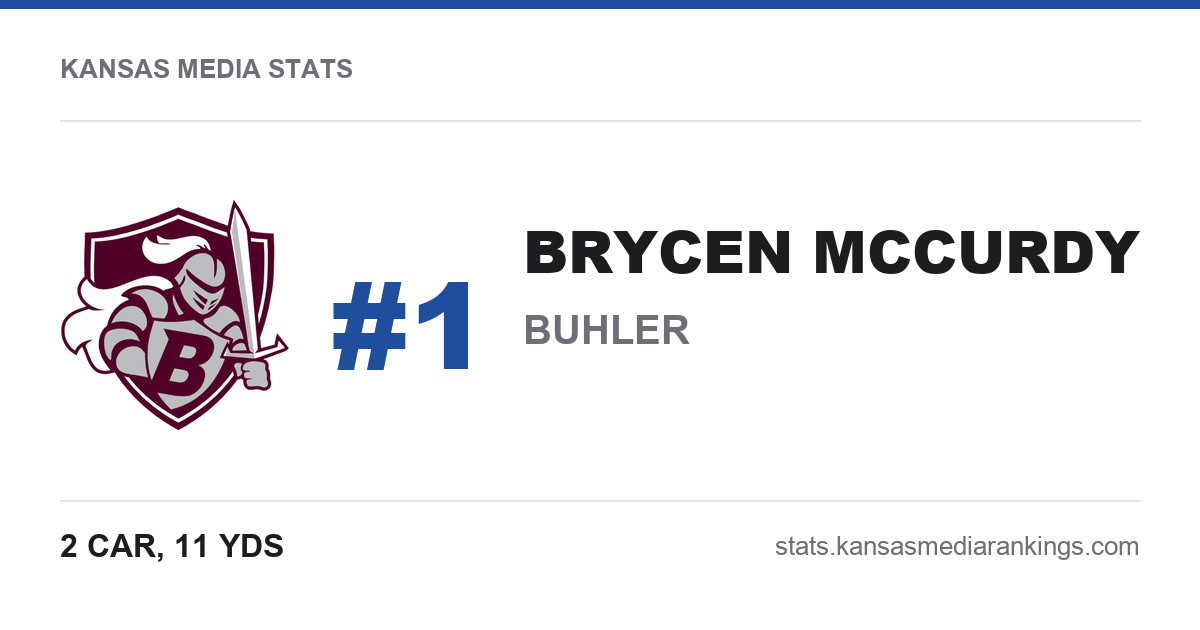 KANSAS MEDIA STATS
B
#1
BRYCEN MCCURDY
BUHLER
2 CAR, 11 YDS
stats.kansasmediarankings.com